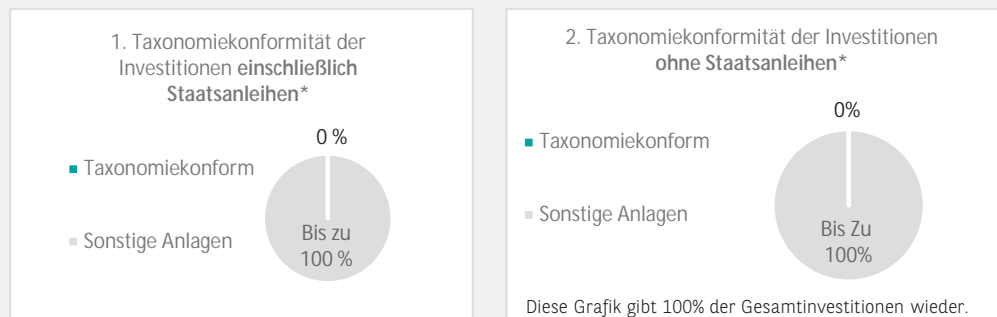 1. Taxonomiekonformität der
Investitionen einschließlich
Staatsanleihen*
0 %
Taxonomiekonform
Sonstige Anlagen
Bis zu
100 %
2. Taxonomiekonformität der Investitionen
ohne Staatsanleihen*
0%
Taxonomiekonform
Sonstige Anlagen
Bis Zu
100%
Diese Grafik gibt 100% der Gesamtinvestitionen wieder.